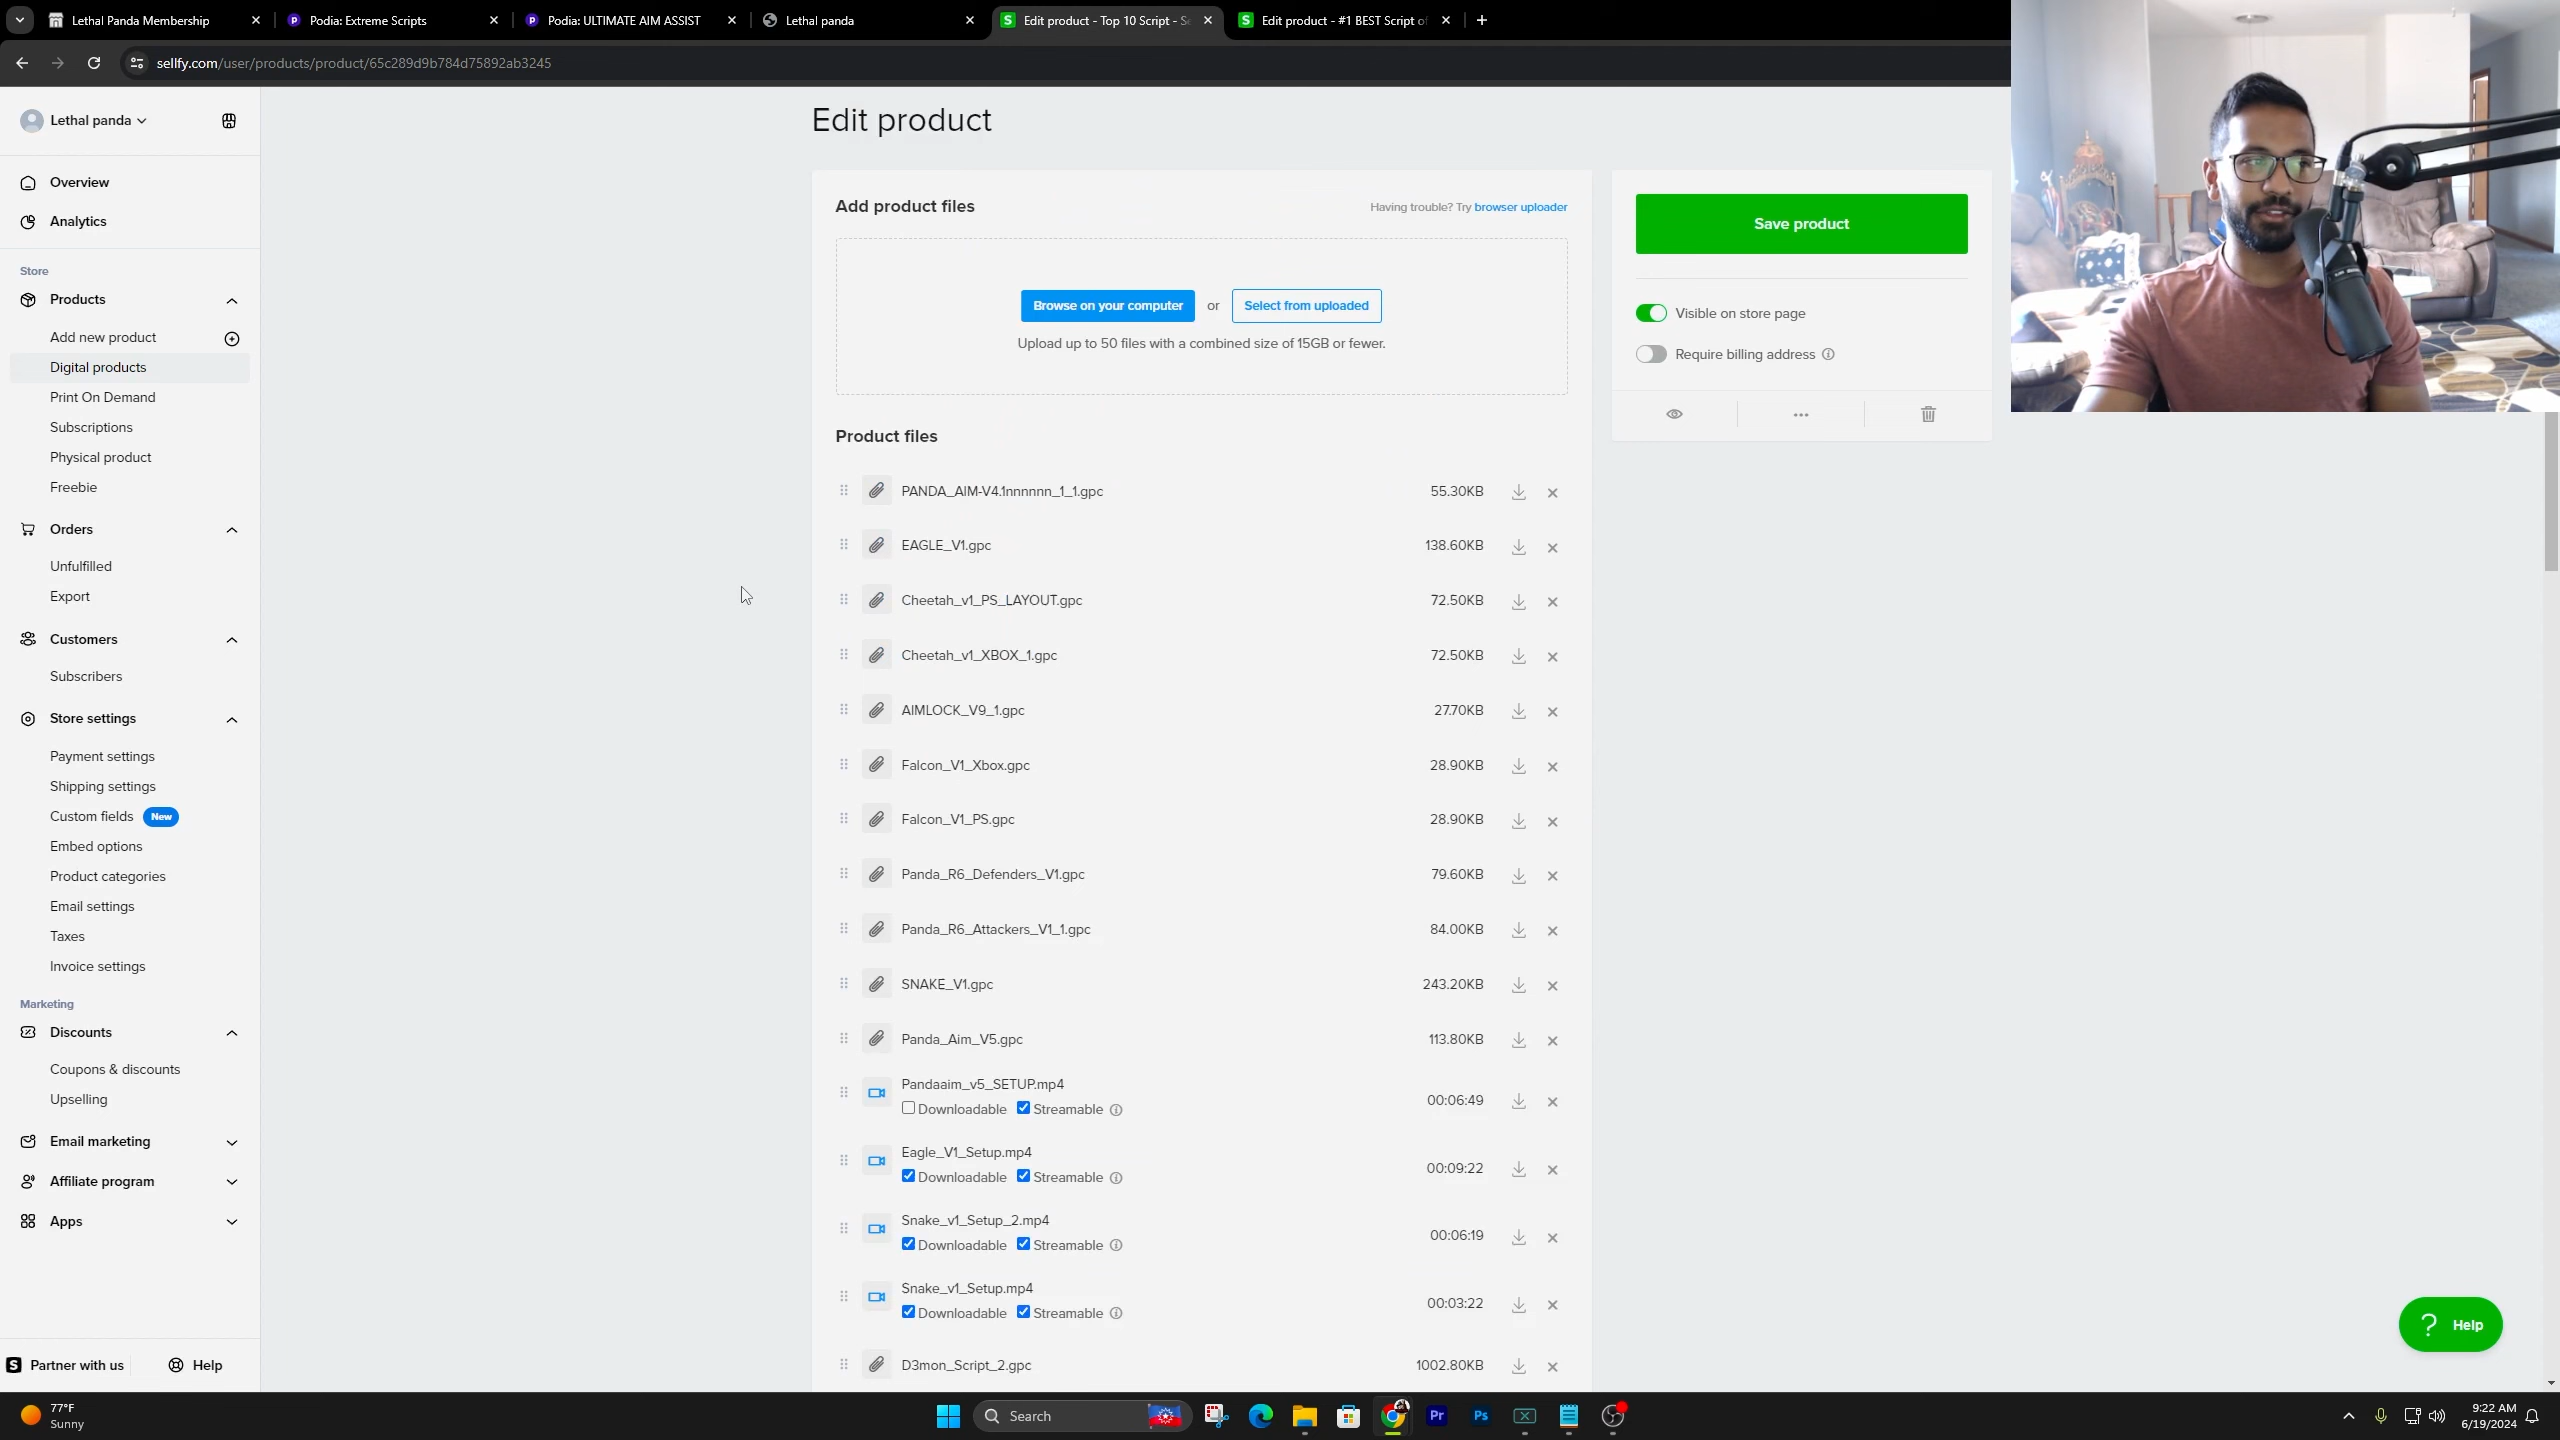 Lethal Panda Membership
Podia: Extreme Scripts
Podia: ULTIMATE AIM ASSIST
Lethal panda
Edit product - Top 10 Script - Se
Edit product - #1 BEST Script of
sellfy.com/user/products/product/65c289d9b784d75892ab3245
Lethal panda
Overview
Analytics
Store
Products
Add new product
Digital products
Print On Demand
Subscriptions
Physical product
Freebie
Orders
Unfulfilled
Export
Customers
Subscribers
Store settings
Payment settings
Shipping settings
Custom fields New
Embed options
Product categories
Email settings
Taxes
Invoice settings
Marketing
Discounts
Coupons & discounts
Upselling
Email marketing
Affiliate program
Apps
Partner with us
Help
Edit product
Add product files
Having trouble? Try browser uploader
Browse on your computer or Select from uploaded
Upload up to 50 files with a combined size of 15GB or fewer.
Product files
PANDA_AIM-V4.1nnnnnn_1_1.gpc 55.30KB
EAGLE_V1.gpc 138.60KB
Cheetah_v1_PS_LAYOUT.gpc 72.50KB
Cheetah_v1_XBOX_1.gpc 72.50KB
AIMLOCK_V9_1.gpc 27.70KB
Falcon_V1_Xbox.gpc 28.90KB
Falcon_V1_PS.gpc 28.90KB
Panda_R6_Defenders_V1.gpc 79.60KB
Panda_R6_Attackers_V1_1.gpc 84.00KB
SNAKE_V1.gpc 243.20KB
Panda_Aim_V5.gpc 113.80KB
Pandaaim_v5_SETUP.mp4
Downloadable Streamable 00:06:49
Eagle_V1_Setup.mp4
Downloadable Streamable 00:09:22
Snake_v1_Setup_2.mp4
Downloadable Streamable 00:06:19
Snake_v1_Setup.mp4
Downloadable Streamable 00:03:22
D3mon_Script_2.gpc 1002.80KB
Save product
Visible on store page
Require billing address
? Help
77°F
Sunny
Search
Pr
Ps
9:22 AM
6/19/2024